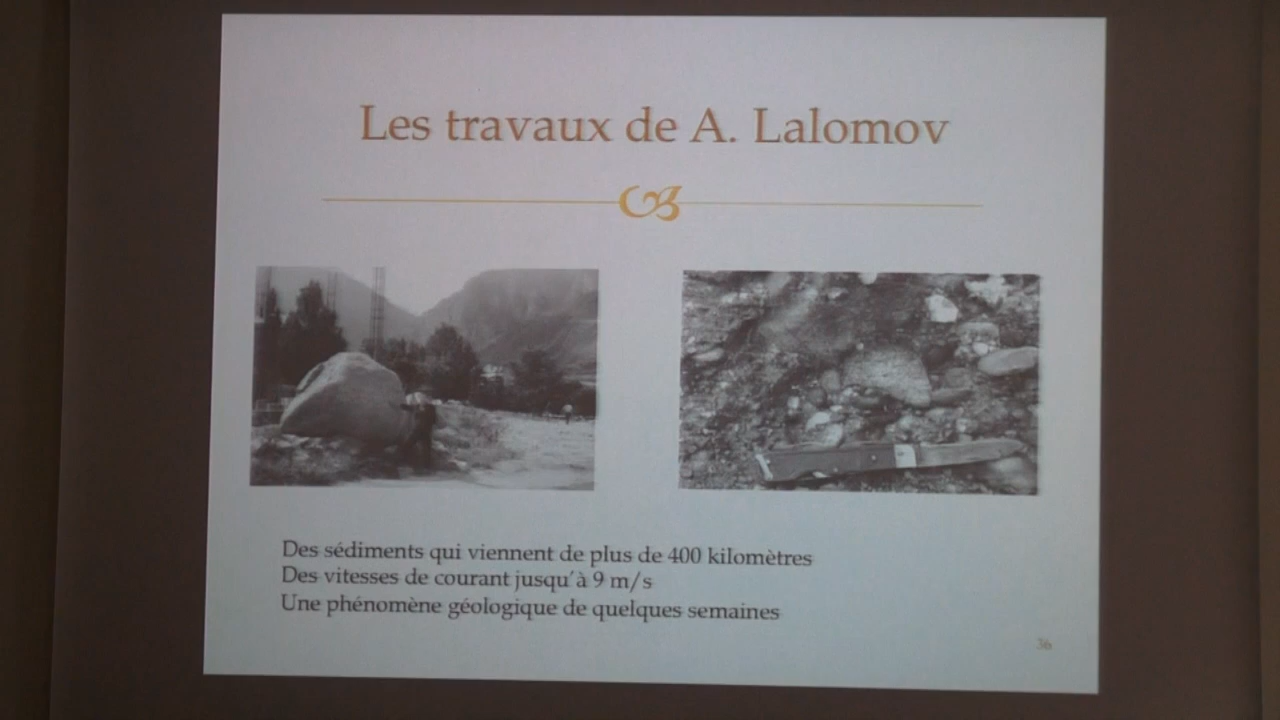 Les travaux de A. Lalomov
Des sédiments qui viennent de plus de 400 kilomètres
Des vitesses de courant jusqu'à 9 m/s
Une phénomène géologique de quelques semaines
36